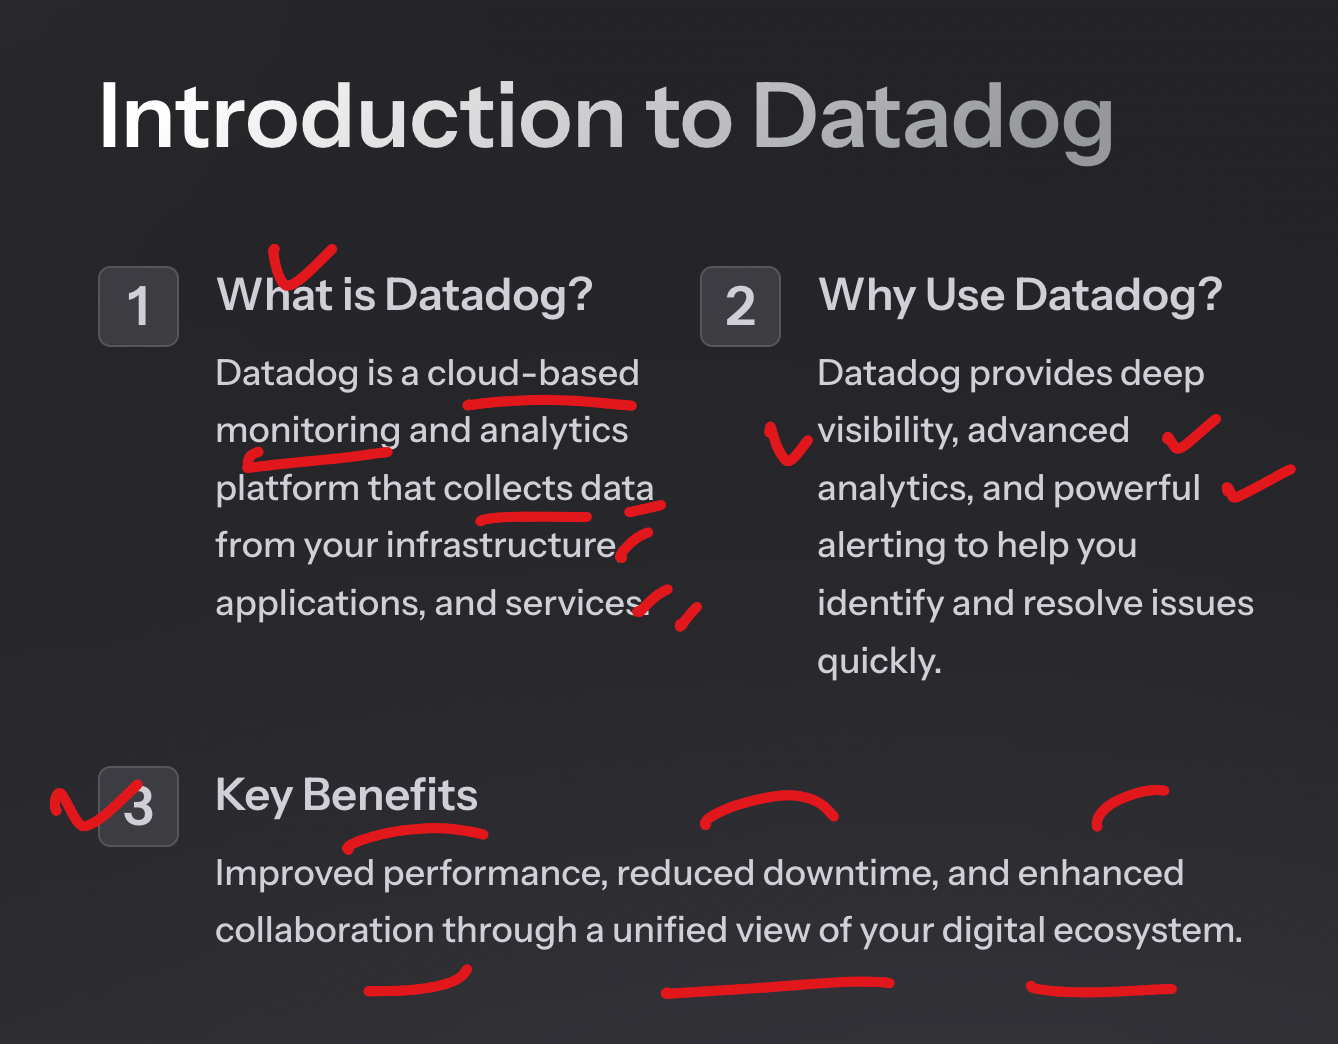 Introduction to Datadog
1
What is Datadog?
Datadog is a cloud-based
monitoring and analytics
platform that collects data
from your infrastructure,
applications, and services.
2
Why Use Datadog?
Datadog provides deep
visibility, advanced
analytics, and powerful
alerting to help you
identify and resolve issues
quickly.
3
Key Benefits
Improved performance, reduced downtime, and enhanced
collaboration through a unified view of your digital ecosystem.